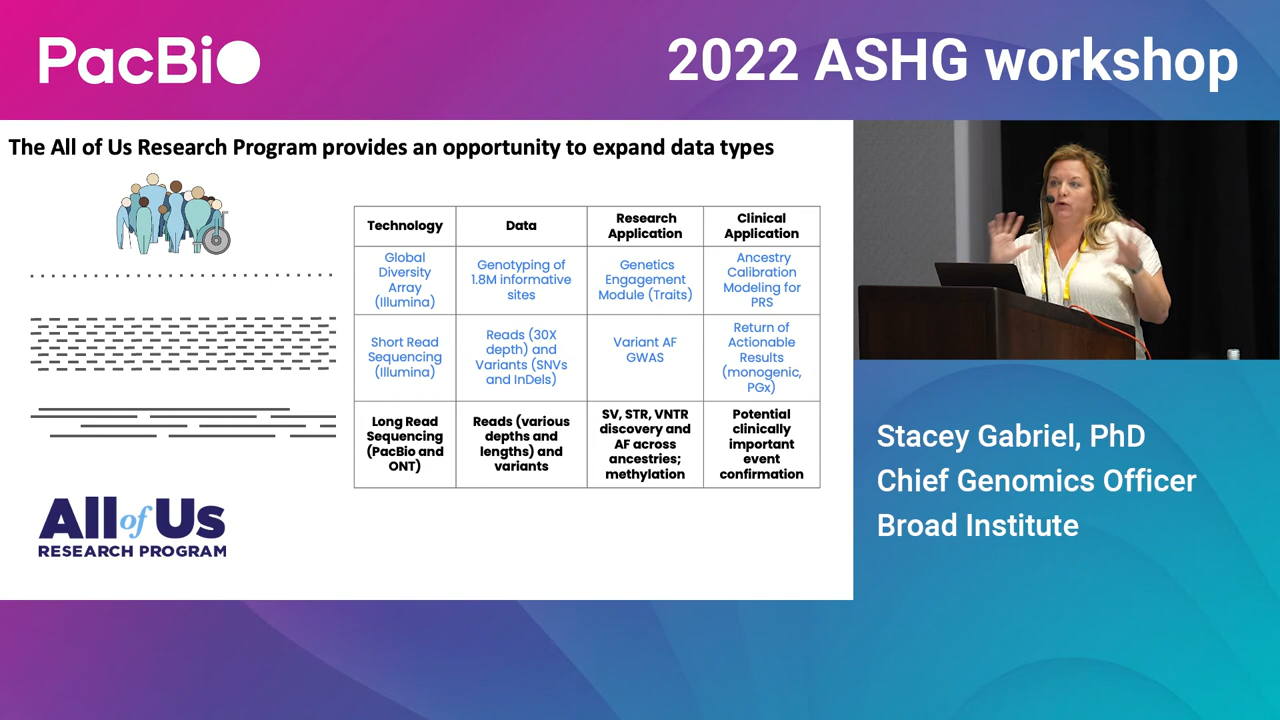 PacBio
2022 ASHG workshop
The All of Us Research Program provides an opportunity to expand data types
Technology
Data
Research
Application
Clinical
Application
Global
Diversity
Array
(Illumina)
Genotyping of
1.8M informative
sites
Genetics
Engagement
Module (Traits)
Ancestry
Calibration
Modeling for
PRS
Short Read
Sequencing
(Illumina)
Reads (30X
depth) and
Variants (SNVs
and InDels)
Variant AF
GWAS
Return of
Actionable
Results
(monogenic,
PGx)
Long Read
Sequencing
(PacBio and
ONT)
Reads (various
depths and
lengths) and
variants
SV, STR, VNTR
discovery and
AF across
ancestries;
methylation
Potential
clinically
important
event
confirmation
All of Us
RESEARCH PROGRAM
Stacey Gabriel, PhD
Chief Genomics Officer
Broad Institute